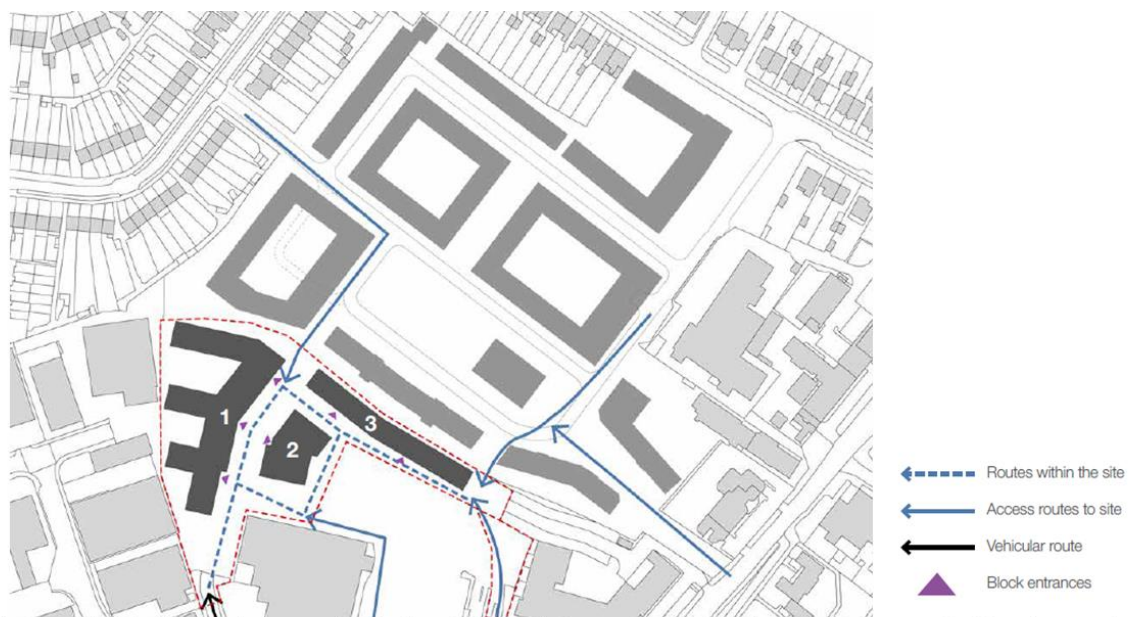 1
2
3
Routes within the site
Access routes to site
Vehicular route
Block entrances